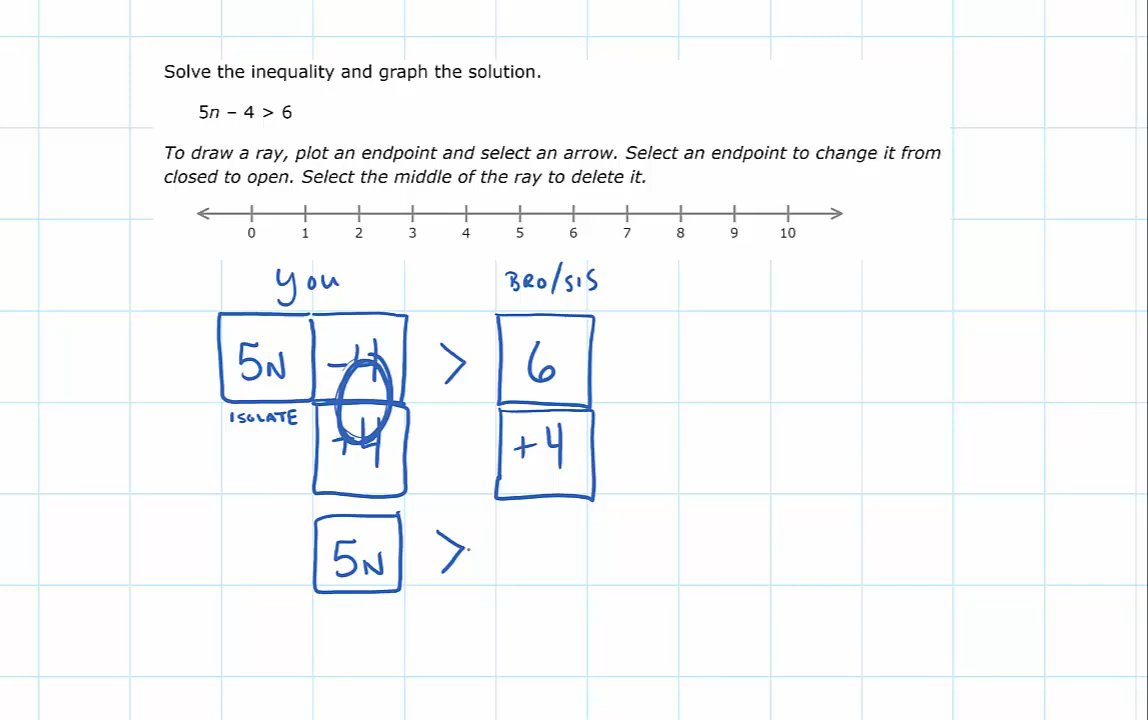 Solve the inequality and graph the solution.
5n − 4 > 6
To draw a ray, plot an endpoint and select an arrow. Select an endpoint to change it from
closed to open. Select the middle of the ray to delete it.
0 1 2 3 4 5 6 7 8 9 10
you BRO/SIS
5N -4 > 6
ISOLATE
+4 +4
5N >